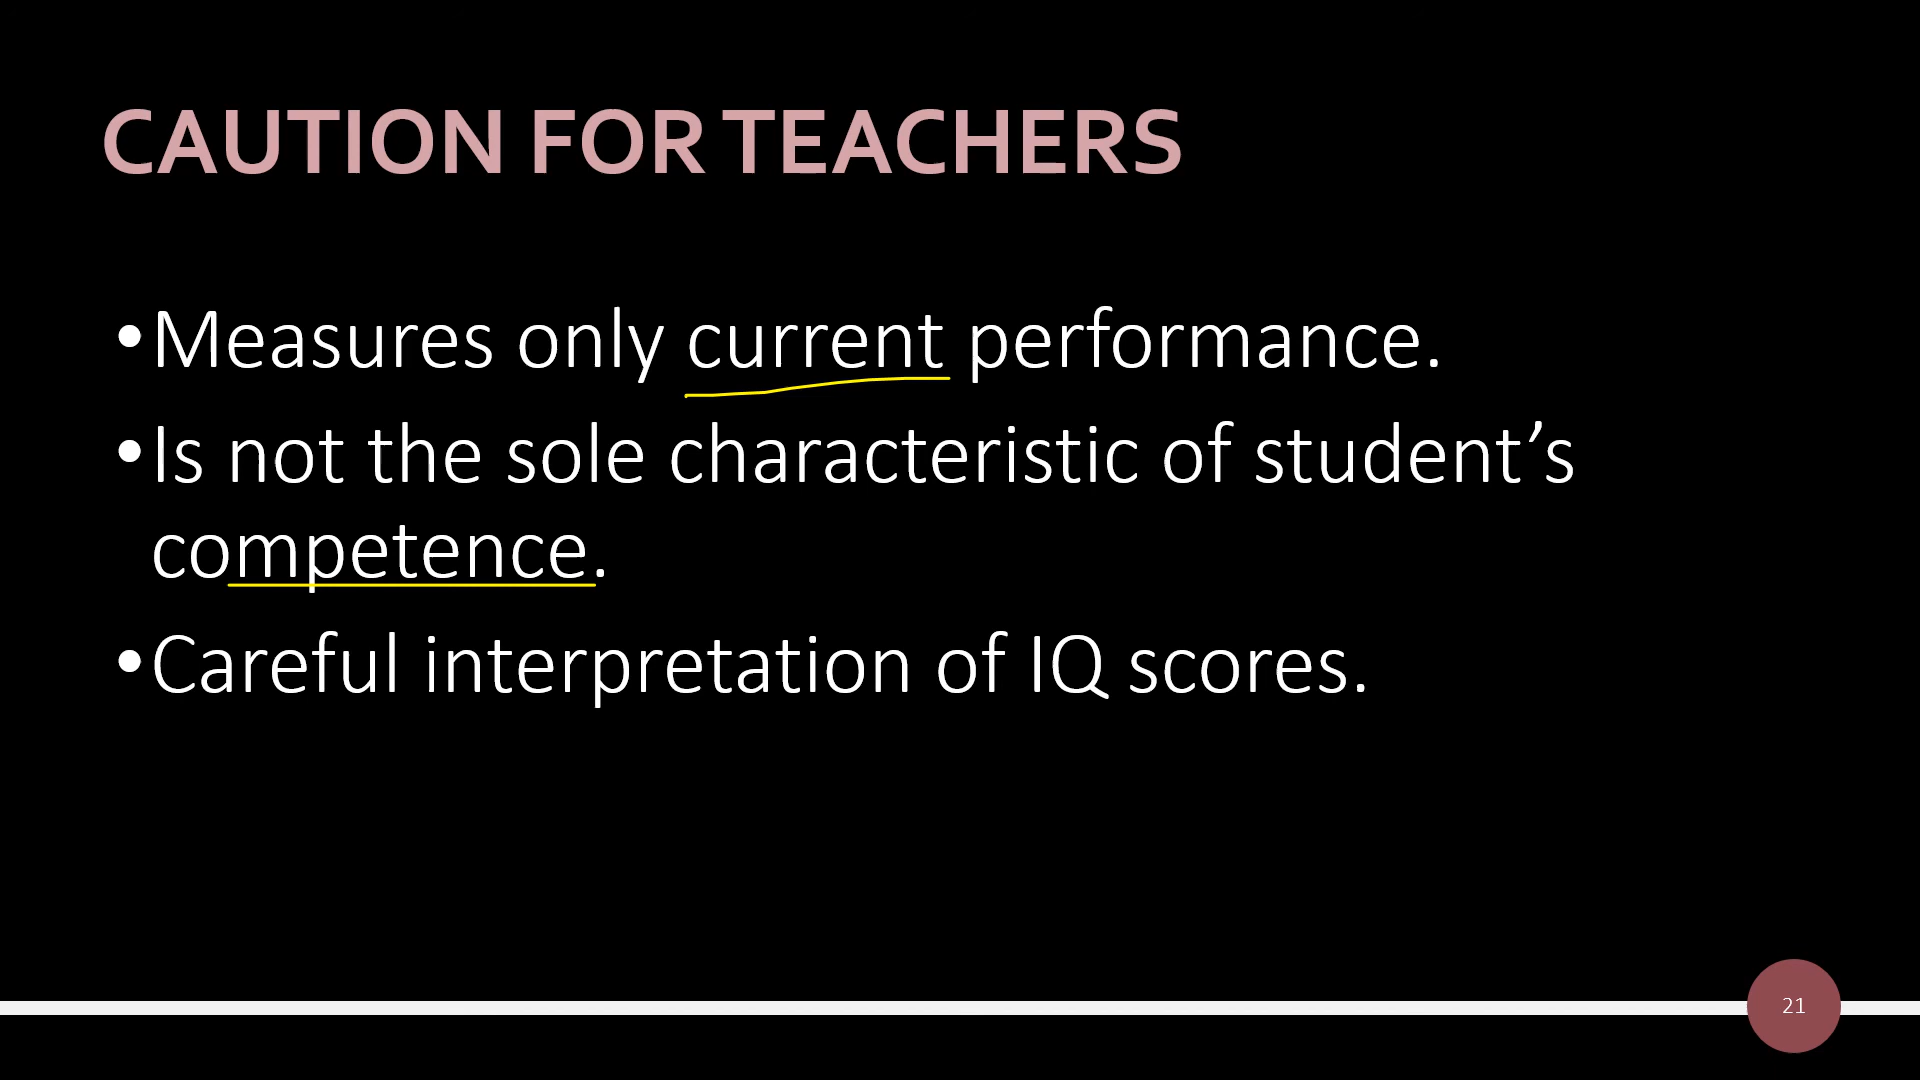 CAUTION FOR TEACHERS
•Measures only current performance.
•Is not the sole characteristic of student’s
competence.
•Careful interpretation of IQ scores.
21